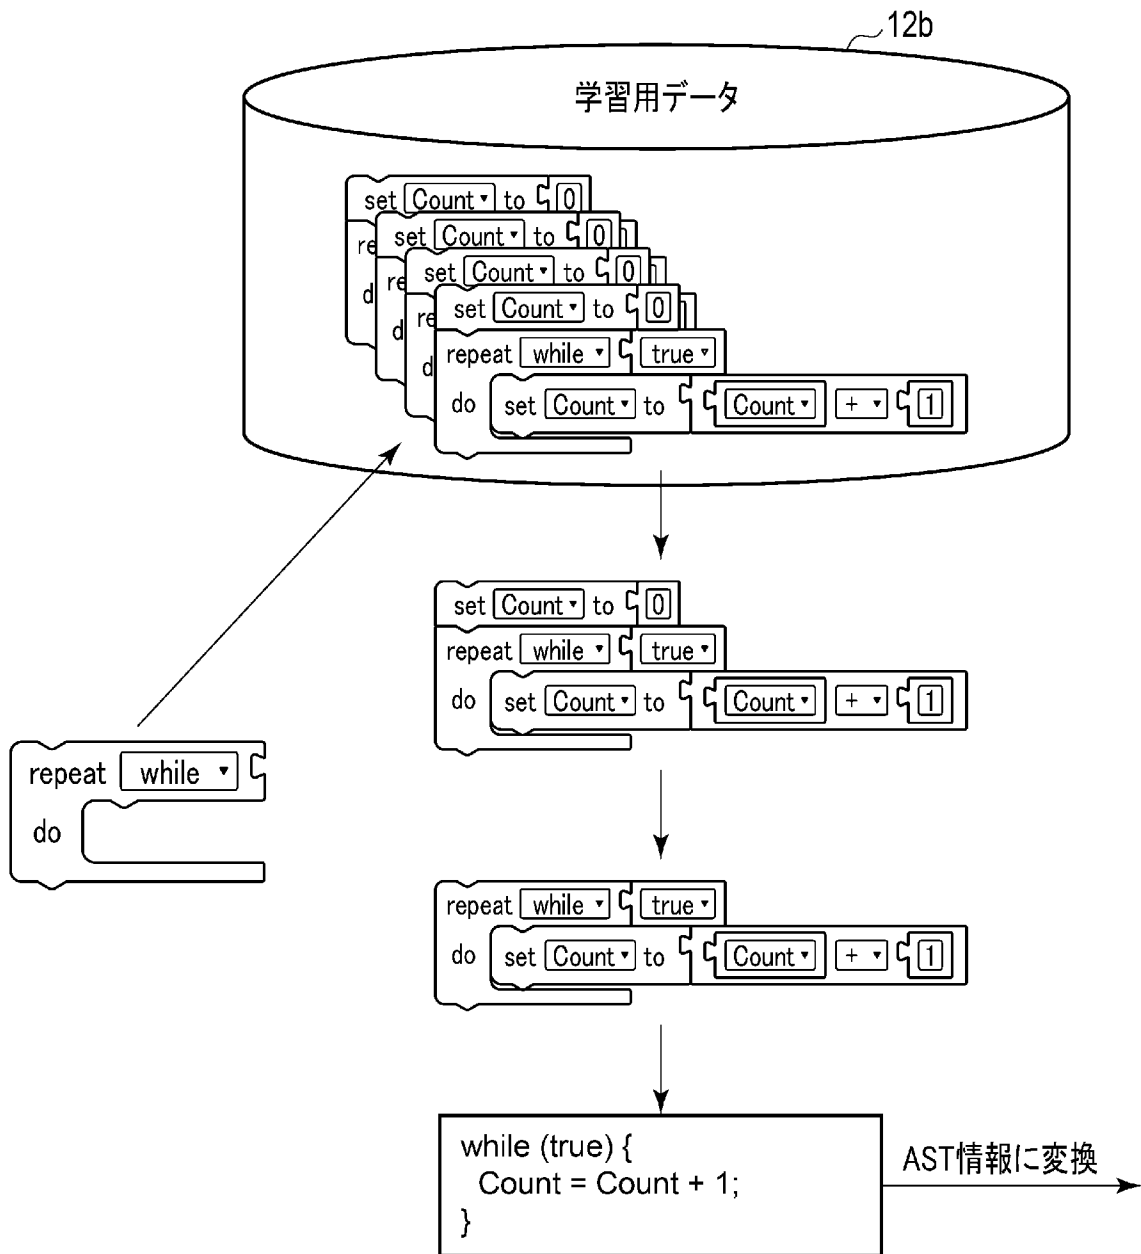 12b
学習用データ
set Count ▾ to 0
re set Count ▾ to 0
d re set Count ▾ to 0
d re set Count ▾ to 0
d repeat while ▾ true ▾
do set Count ▾ to Count ▾ + ▾ 1
set Count ▾ to 0
repeat while ▾ true ▾
do set Count ▾ to Count ▾ + ▾ 1
repeat while ▾
do
repeat while ▾ true ▾
do set Count ▾ to Count ▾ + ▾ 1
while (true) {
Count = Count + 1;
}
AST情報に変換